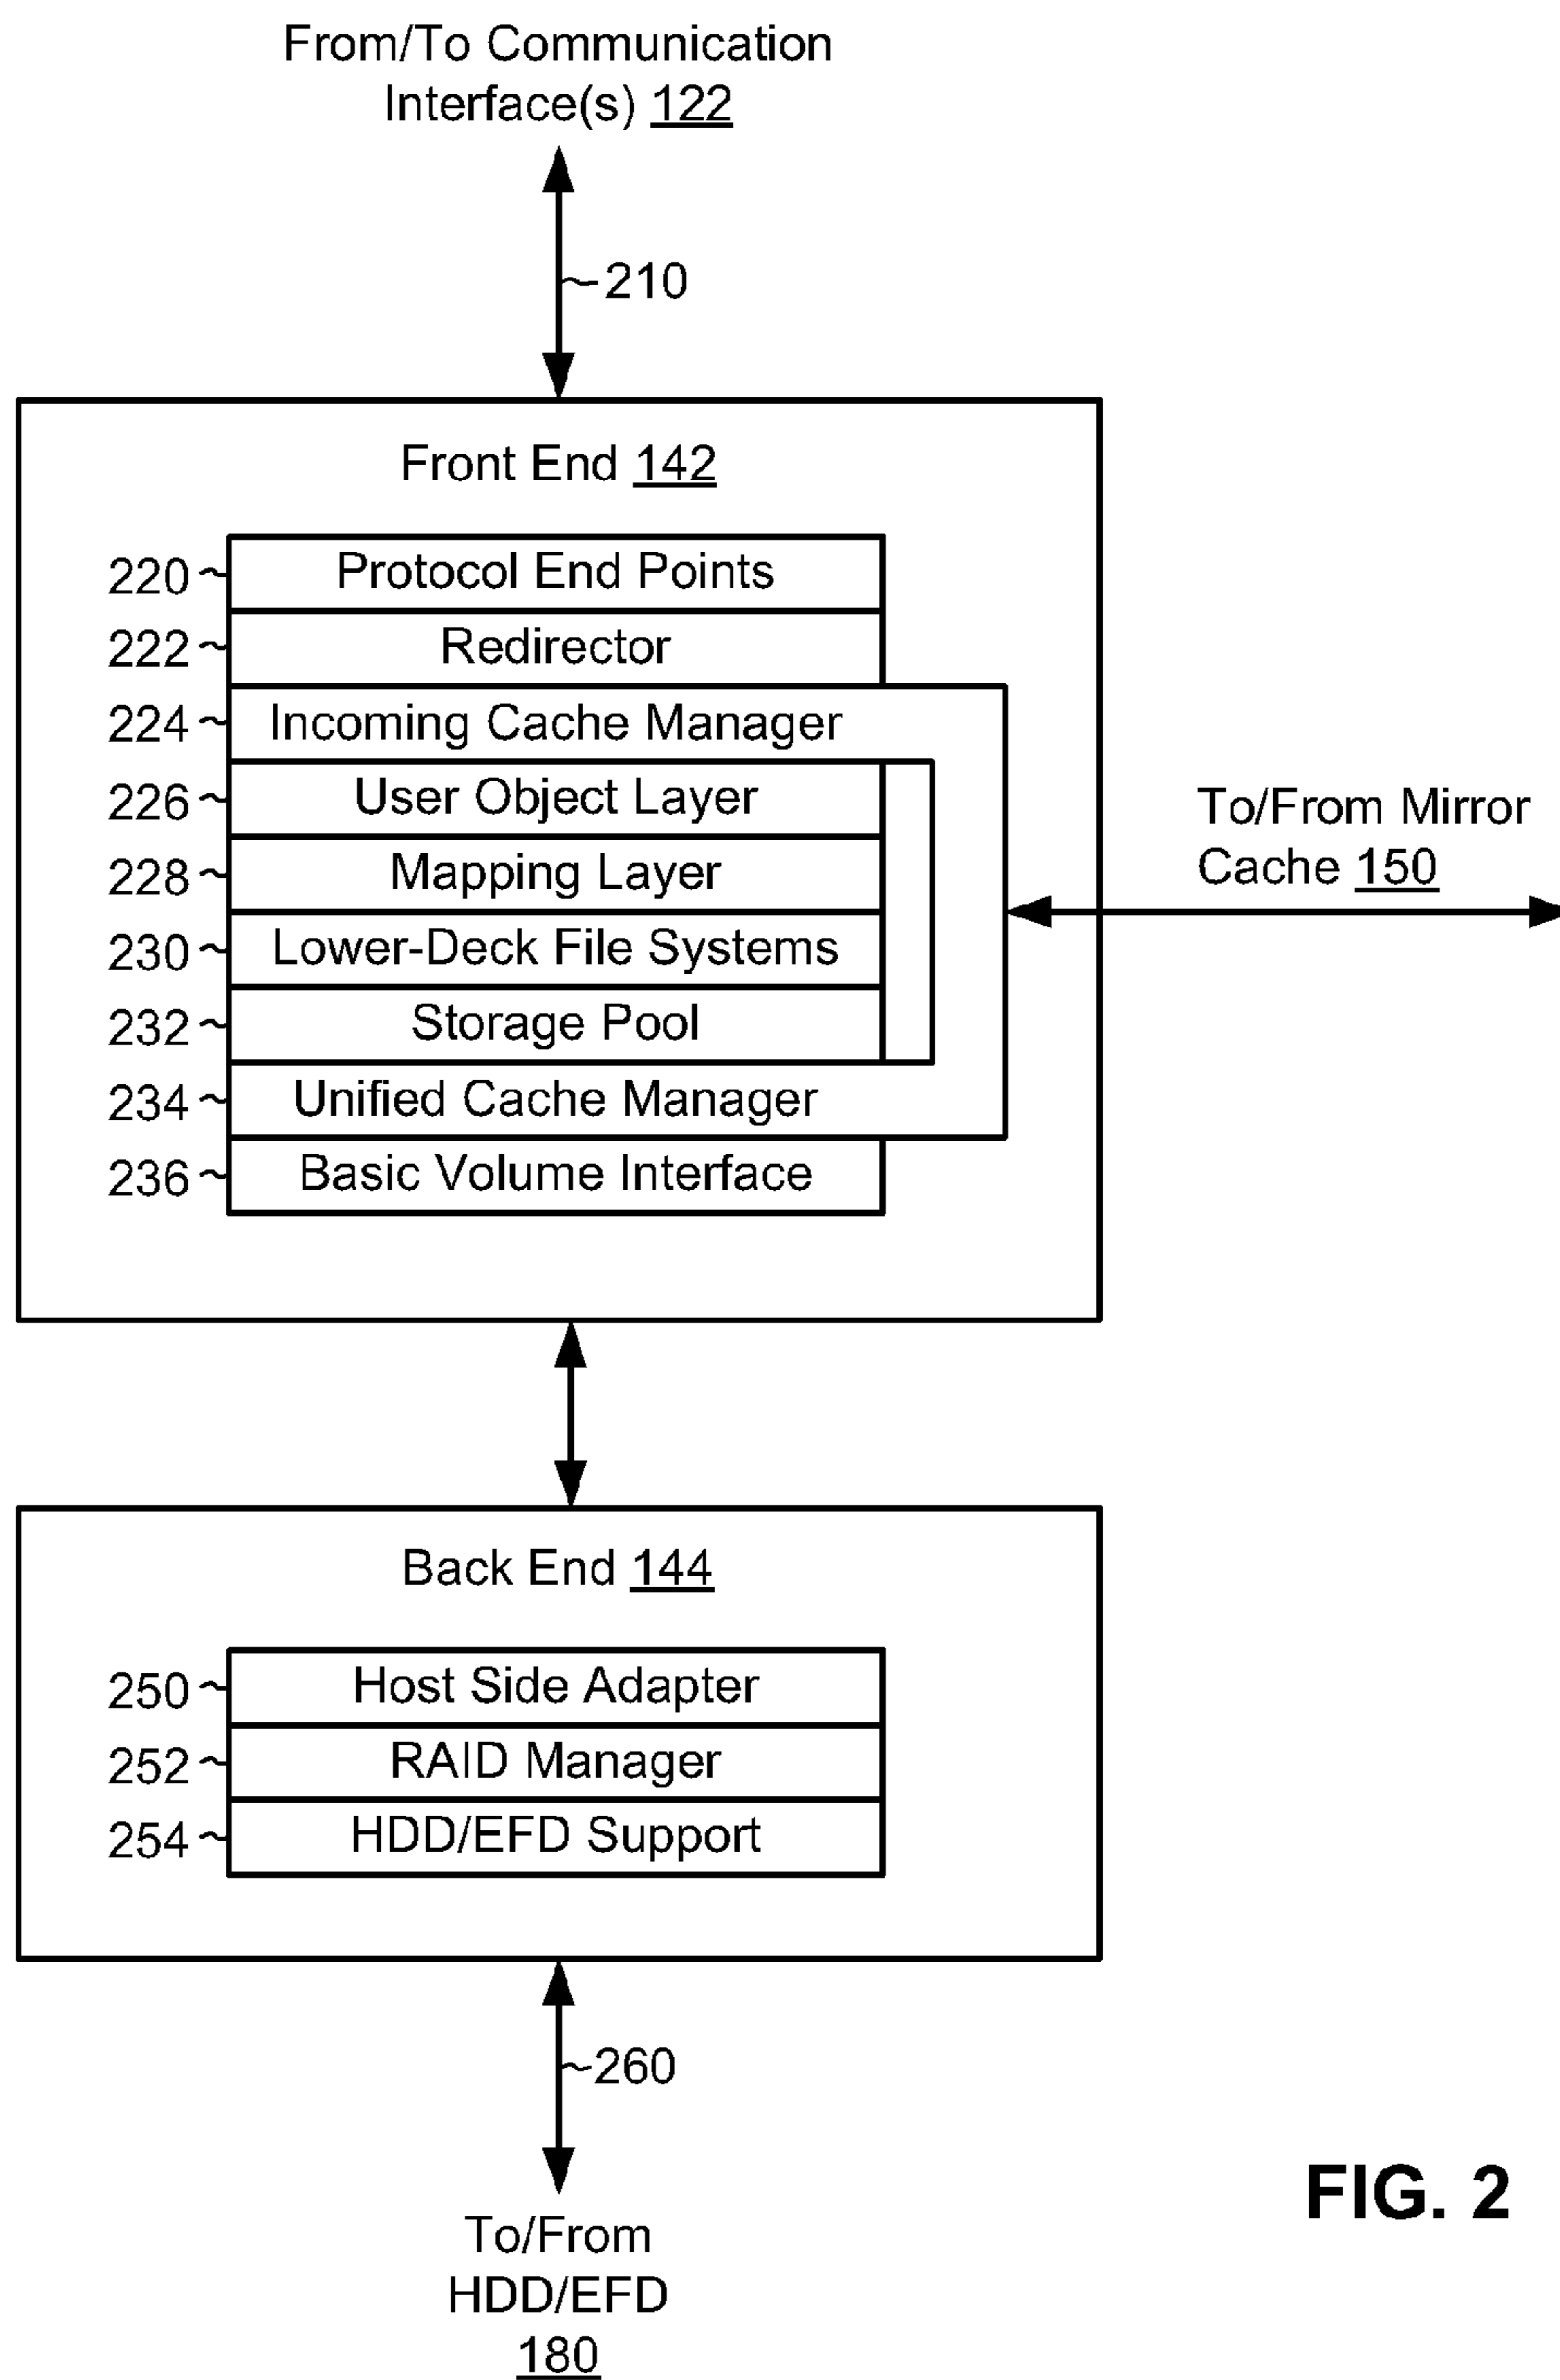 From/To Communication
Interface(s) 122
210
Front End 142
220 Protocol End Points
222 Redirector
224 Incoming Cache Manager
226 User Object Layer
228 Mapping Layer
230 Lower-Deck File Systems
232 Storage Pool
234 Unified Cache Manager
236 Basic Volume Interface
To/From Mirror
Cache 150
Back End 144
250 Host Side Adapter
252 RAID Manager
254 HDD/EFD Support
260
To/From
HDD/EFD
180
FIG. 2